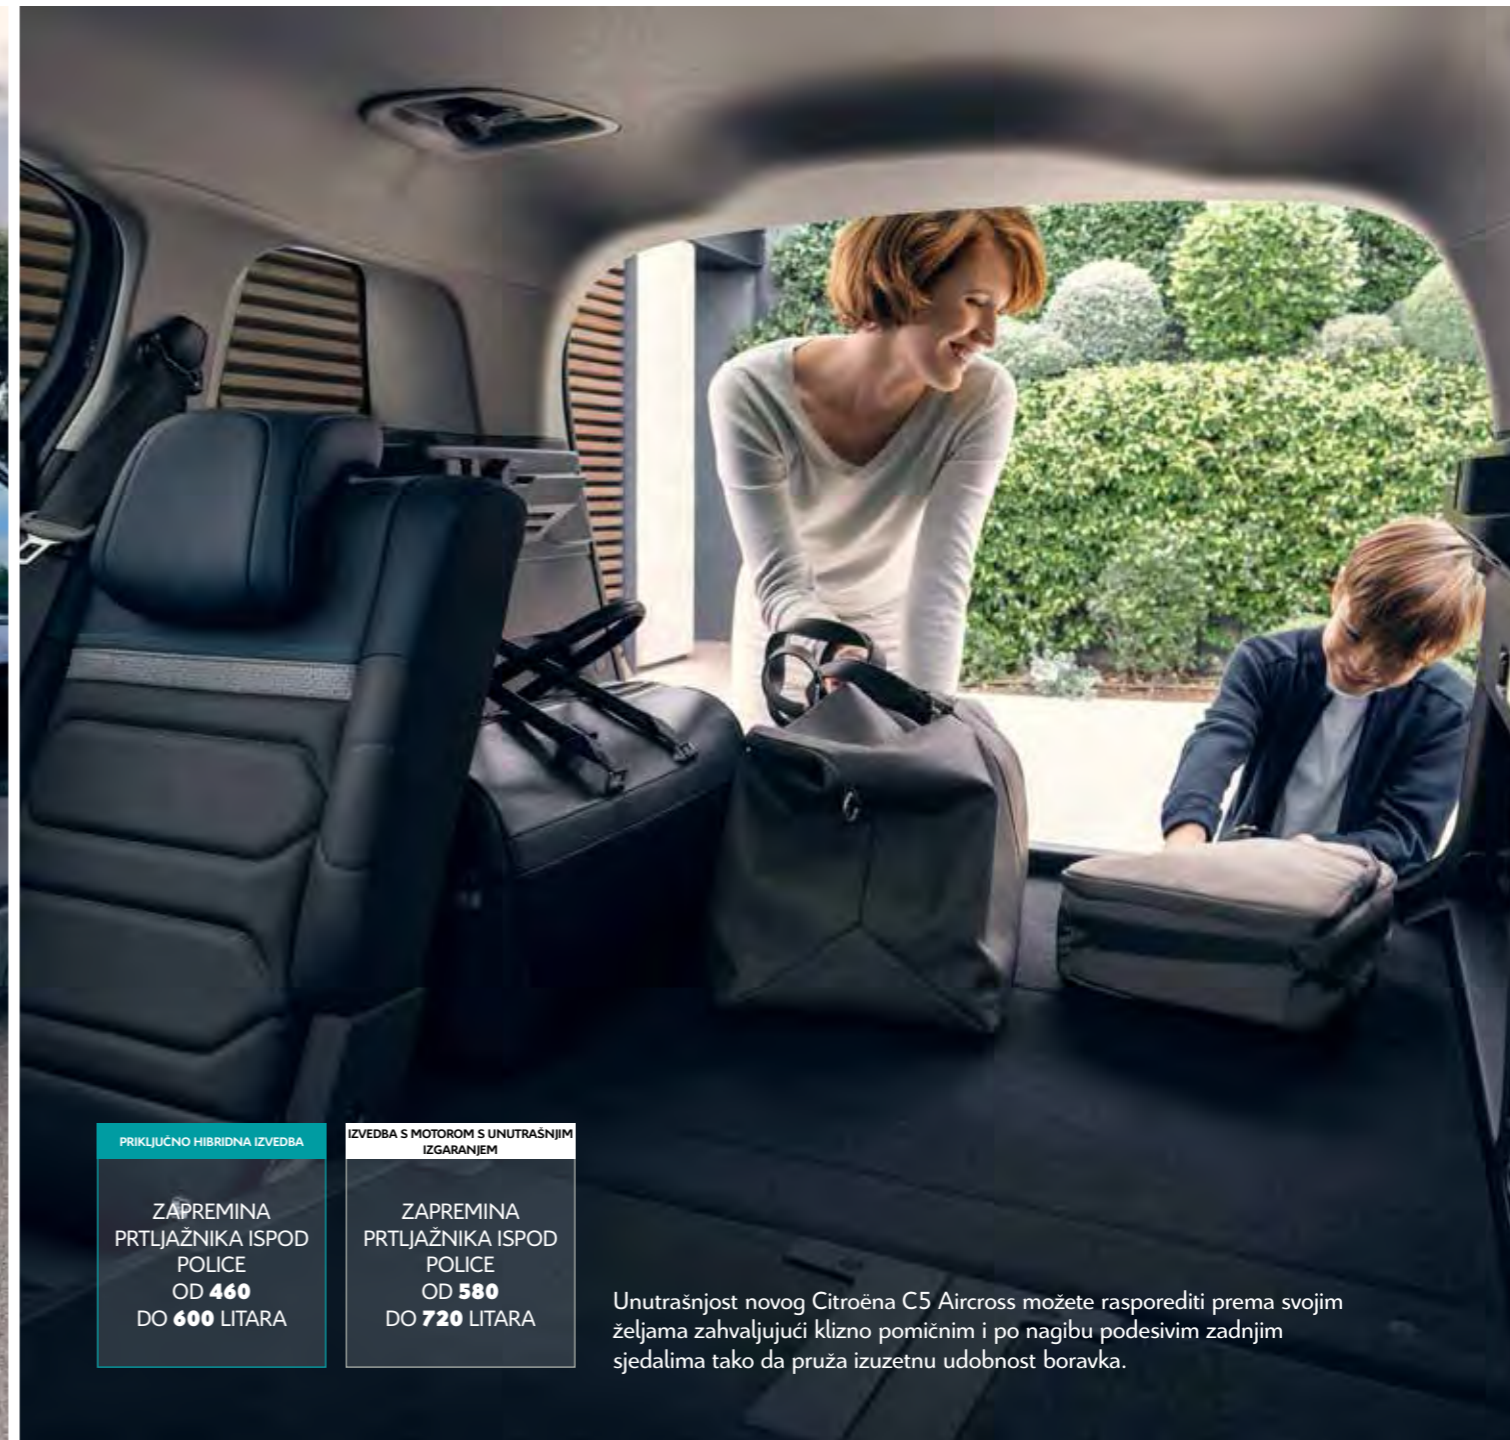 PRIKLJUČNO HIBRIDNA IZVEDBA
ZAPREMINA
PRTLJAŽNIKA ISPOD
POLICE
OD 460
DO 600 LITARA
IZVEDBA S MOTOROM S UNUTRAŠNJIM
IZGARANJEM
ZAPREMINA
PRTLJAŽNIKA ISPOD
POLICE
OD 580
DO 720 LITARA
Unutrašnjost novog Citroëna C5 Aircross možete rasporediti prema svojim
željama zahvaljujući klizno pomičnim i po nagibu podesivim zadnjim
sjedalima tako da pruža izuzetnu udobnost boravka.